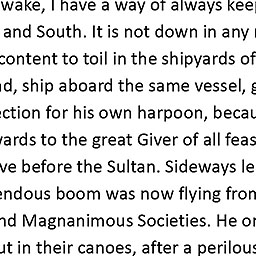 wake, I have a way of always kee
and South. It is not down in any
content to toil in the shipyards of
ship aboard the same vessel,
ection for his own harpoon, becau
wards to the great Giver of all feas
ve before the Sultan. Sideways le
endous boom was now flying from
nd Magnanimous Societies. He o
ut in their canoes, after a perilous